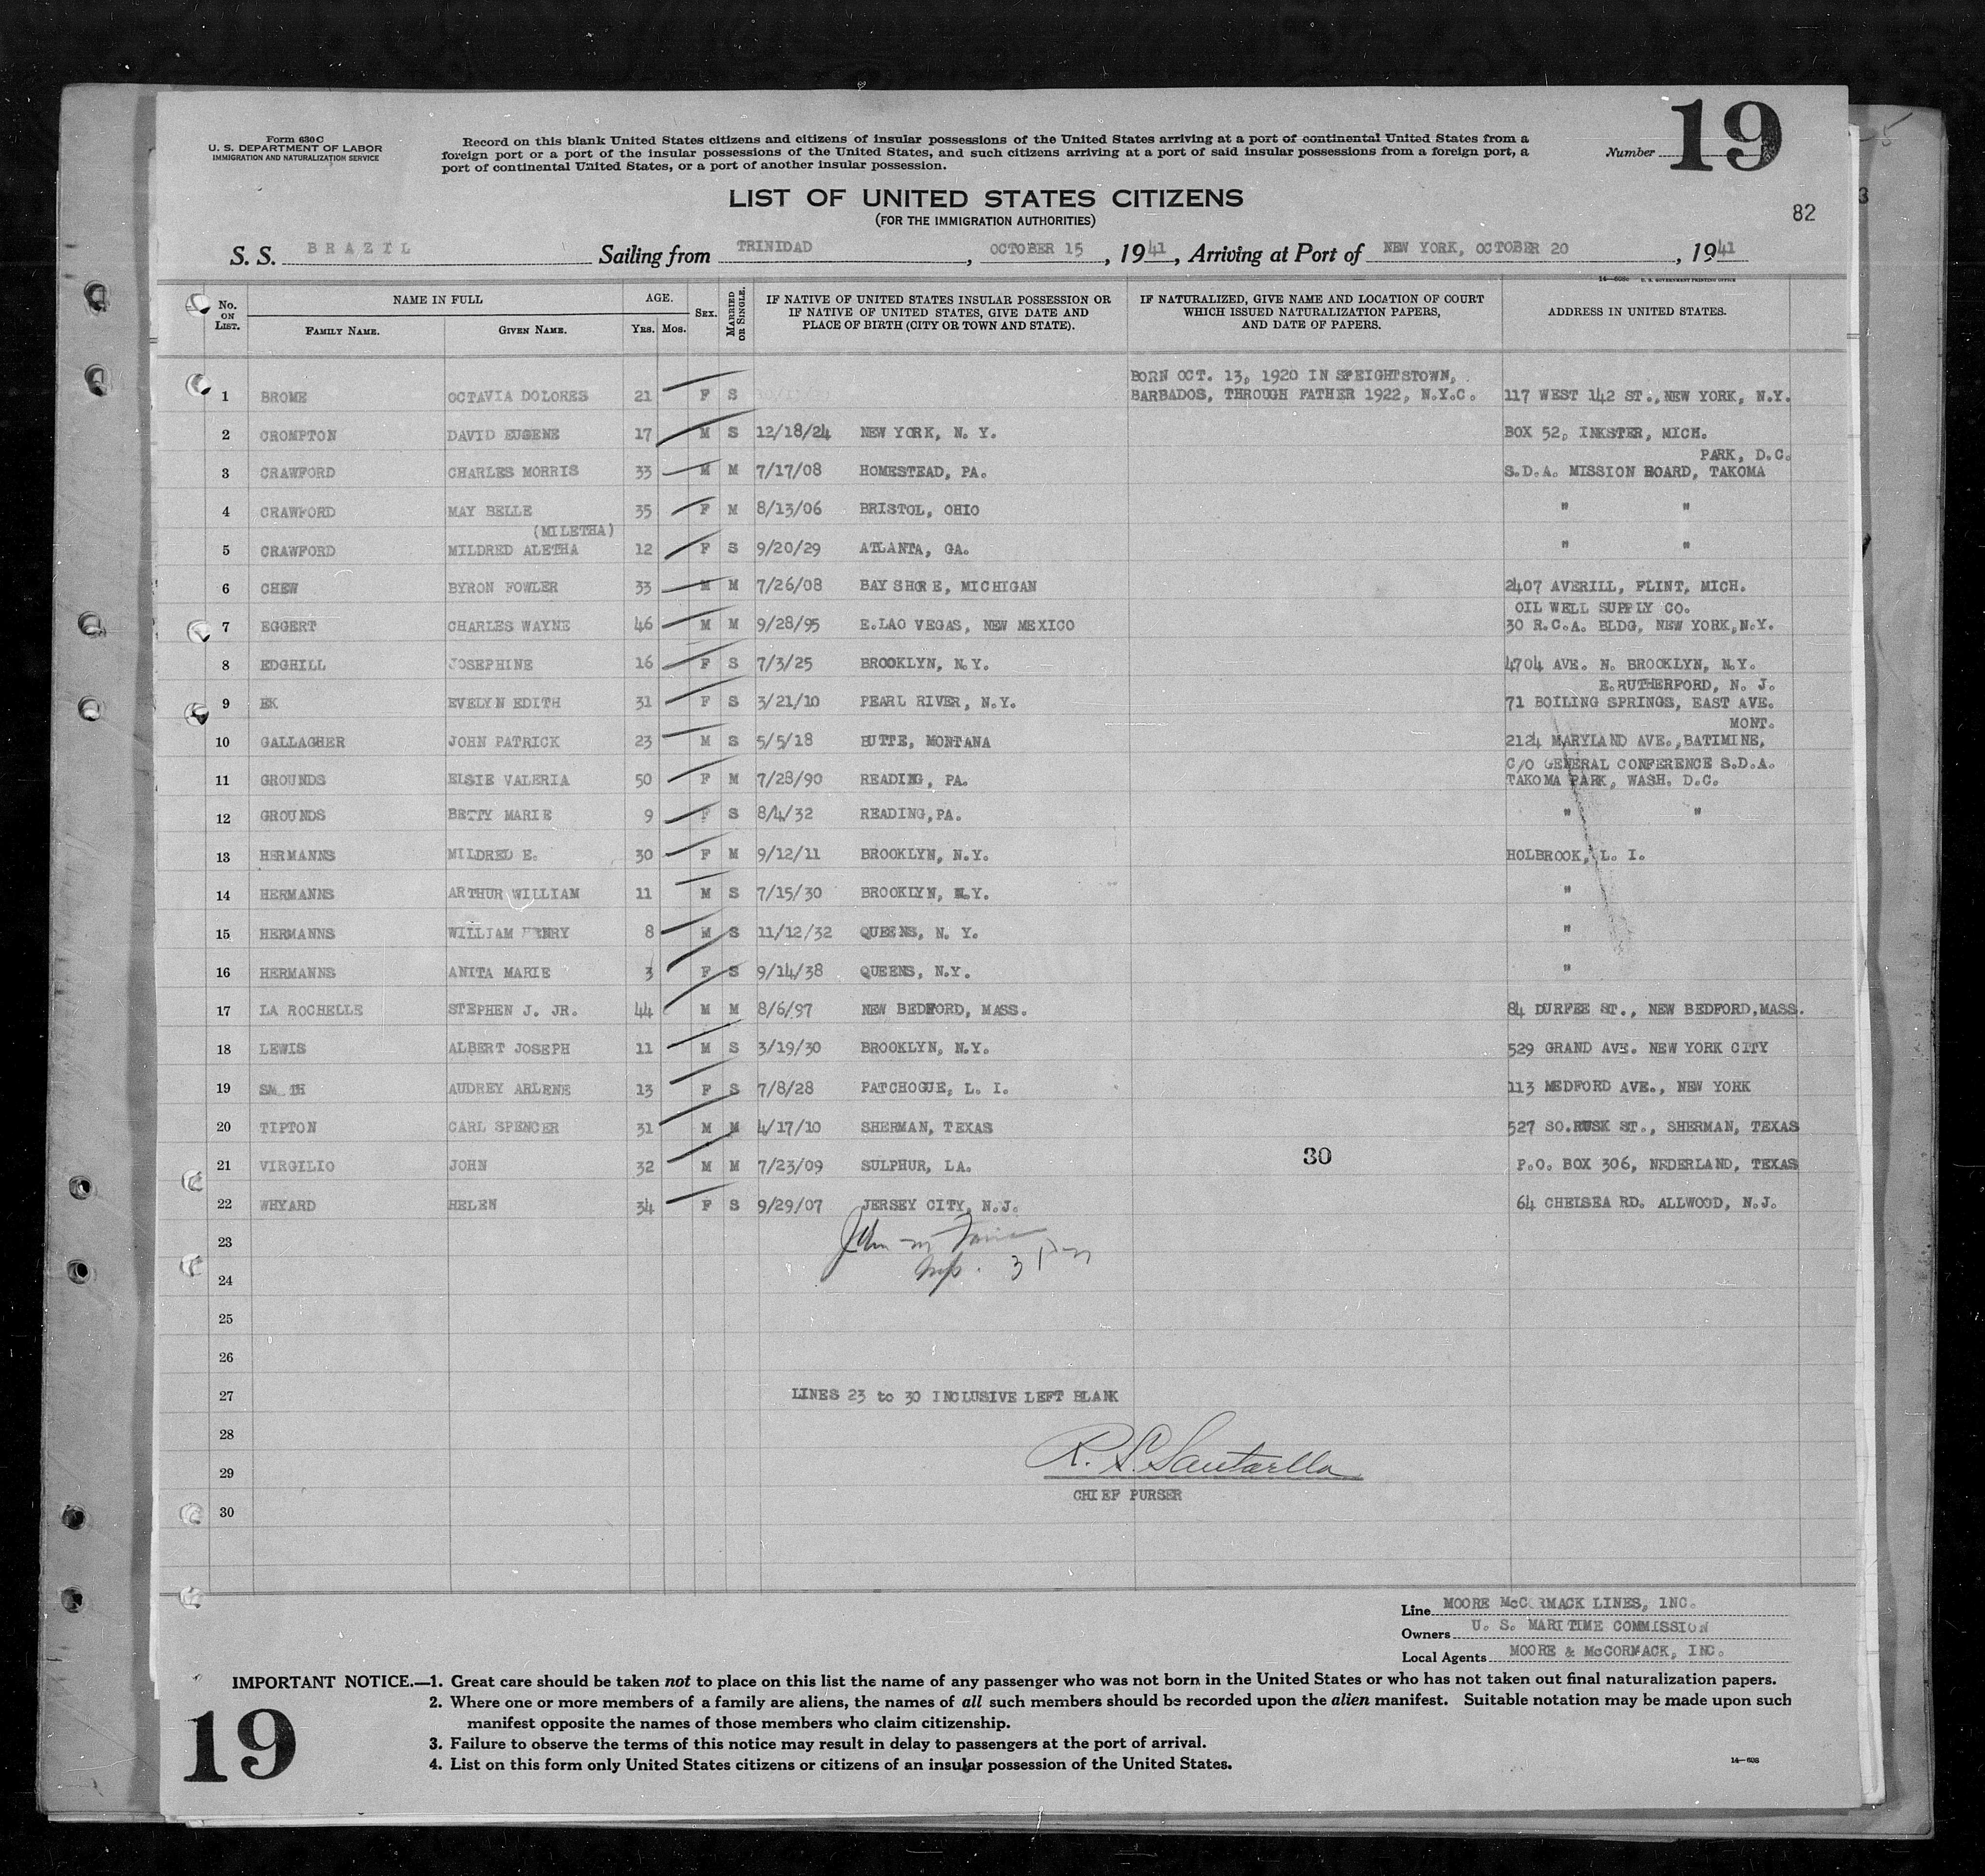 Form 630 C
U. S. DEPARTMENT OF LABOR
IMMIGRATION AND NATURALIZATION SERVICE
Record on this blank United States citizens and citizens of insular possessions of the United States arriving at a port of continental United States from a
foreign port or a port of the insular possessions of the United States, and such citizens arriving at a port of said insular possessions from a foreign port, a
port of continental United States, or a port of another insular possession.
Number 19
LIST OF UNITED STATES CITIZENS
(FOR THE IMMIGRATION AUTHORITIES)
82
S. S. BRAZIL Sailing from TRINIDAD, OCTOBER 15, 1941, Arriving at Port of NEW YORK, OCTOBER 20, 1941
14—608c U. S. GOVERNMENT PRINTING OFFICE
No. ON LIST. NAME IN FULL FAMILY NAME. GIVEN NAME. AGE. YRS. MOS. SEX. MARRIED OR SINGLE. IF NATIVE OF UNITED STATES INSULAR POSSESSION OR IF NATIVE OF UNITED STATES, GIVE DATE AND PLACE OF BIRTH (CITY OR TOWN AND STATE). IF NATURALIZED, GIVE NAME AND LOCATION OF COURT WHICH ISSUED NATURALIZATION PAPERS, AND DATE OF PAPERS. ADDRESS IN UNITED STATES.
BORN OCT. 13, 1920 IN SPEIGHTSTOWN,
1 BROME OCTAVIA DOLORES 21 F S BARBADOS, THROUGH FATHER 1922, N.Y.C. 117 WEST 142 ST., NEW YORK, N.Y.
2 CROMPTON DAVID EUGENE 17 M S 12/18/24 NEW YORK, N. Y. BOX 52, INKSTER, MICH.
PARK, D.C.
3 CRAWFORD CHARLES MORRIS 33 M M 7/17/08 HOMESTEAD, PA. S.D.A. MISSION BOARD, TAKOMA
4 CRAWFORD MAY BELLE 35 F M 8/13/06 BRISTOL, OHIO " "
(MILETHA)
5 CRAWFORD MILDRED ALETHA 12 F S 9/20/29 ATLANTA, GA. " "
6 CHEW BYRON FOWLER 33 M M 7/26/08 BAY SHORE, MICHIGAN 2407 AVERILL, FLINT, MICH.
OIL WELL SUPPLY CO.
7 EGGERT CHARLES WAYNE 46 M M 9/28/95 E.LAO VEGAS, NEW MEXICO 30 R.C.A. BLDG, NEW YORK,N.Y.
8 EDGHILL JOSEPHINE 16 F S 7/3/25 BROOKLYN, N.Y. 4704 AVE. N. BROOKLYN, N.Y.
E.RUTHERFORD, N. J.
9 EK EVELYN EDITH 31 F S 3/21/10 PEARL RIVER, N.Y. 71 BOILING SPRINGS, EAST AVE.
MONT.
10 GALLAGHER JOHN PATRICK 23 M S 5/5/18 BUTTE, MONTANA 2124 MARYLAND AVE.,BATIMINE,
C/O GENERAL CONFERENCE S.D.A.
11 GROUNDS ELSIE VALERIA 50 F M 7/28/90 READING, PA. TAKOMA PARK, WASH. D.C.
12 GROUNDS BETTY MARIE 9 F S 8/4/32 READING,PA. " "
13 HERMANNS MILDRED E. 30 F M 9/12/11 BROOKLYN, N.Y. HOLBROOK, L. I.
14 HERMANNS ARTHUR WILLIAM 11 M S 7/15/30 BROOKLYN, N.Y. "
15 HERMANNS WILLIAM HENRY 8 M S 11/12/32 QUEENS, N. Y. "
16 HERMANNS ANITA MARIE 3 F S 9/14/38 QUEENS, N.Y. "
17 LA ROCHELLE STEPHEN J. JR. 44 M M 8/6/97 NEW BEDFORD, MASS. 84 DURFEE ST., NEW BEDFORD,MASS.
18 LEWIS ALBERT JOSEPH 11 M S 3/19/30 BROOKLYN, N.Y. 529 GRAND AVE. NEW YORK CITY
19 SMITH AUDREY ARLENE 13 F S 7/8/28 PATCHOGUE, L. I. 113 MEDFORD AVE., NEW YORK
20 TIPTON CARL SPENCER 31 M M 4/17/10 SHERMAN, TEXAS 527 SO.RUSK ST., SHERMAN, TEXAS
21 VIRGILIO JOHN 32 M M 7/23/09 SULPHUR, LA. 30 P.O. BOX 306, NEDERLAND, TEXAS
22 WHYARD HELEN 34 F S 9/29/07 JERSEY CITY, N.J. 64 CHELSEA RD. ALLWOOD, N.J.
23 John M
24 Insp.
25
26
27 LINES 23 to 30 INCLUSIVE LEFT BLANK
28
29 R. S. Santarella
CHIEF PURSER
30
Line MOORE McCORMACK LINES, INC.
Owners U. S. MARITIME COMMISSION
Local Agents MOORE & McCORMACK, INC.
IMPORTANT NOTICE.—1. Great care should be taken not to place on this list the name of any passenger who was not born in the United States or who has not taken out final naturalization papers.
2. Where one or more members of a family are aliens, the names of all such members should be recorded upon the alien manifest. Suitable notation may be made upon such
manifest opposite the names of those members who claim citizenship.
3. Failure to observe the terms of this notice may result in delay to passengers at the port of arrival.
4. List on this form only United States citizens or citizens of an insular possession of the United States.
14—608
19